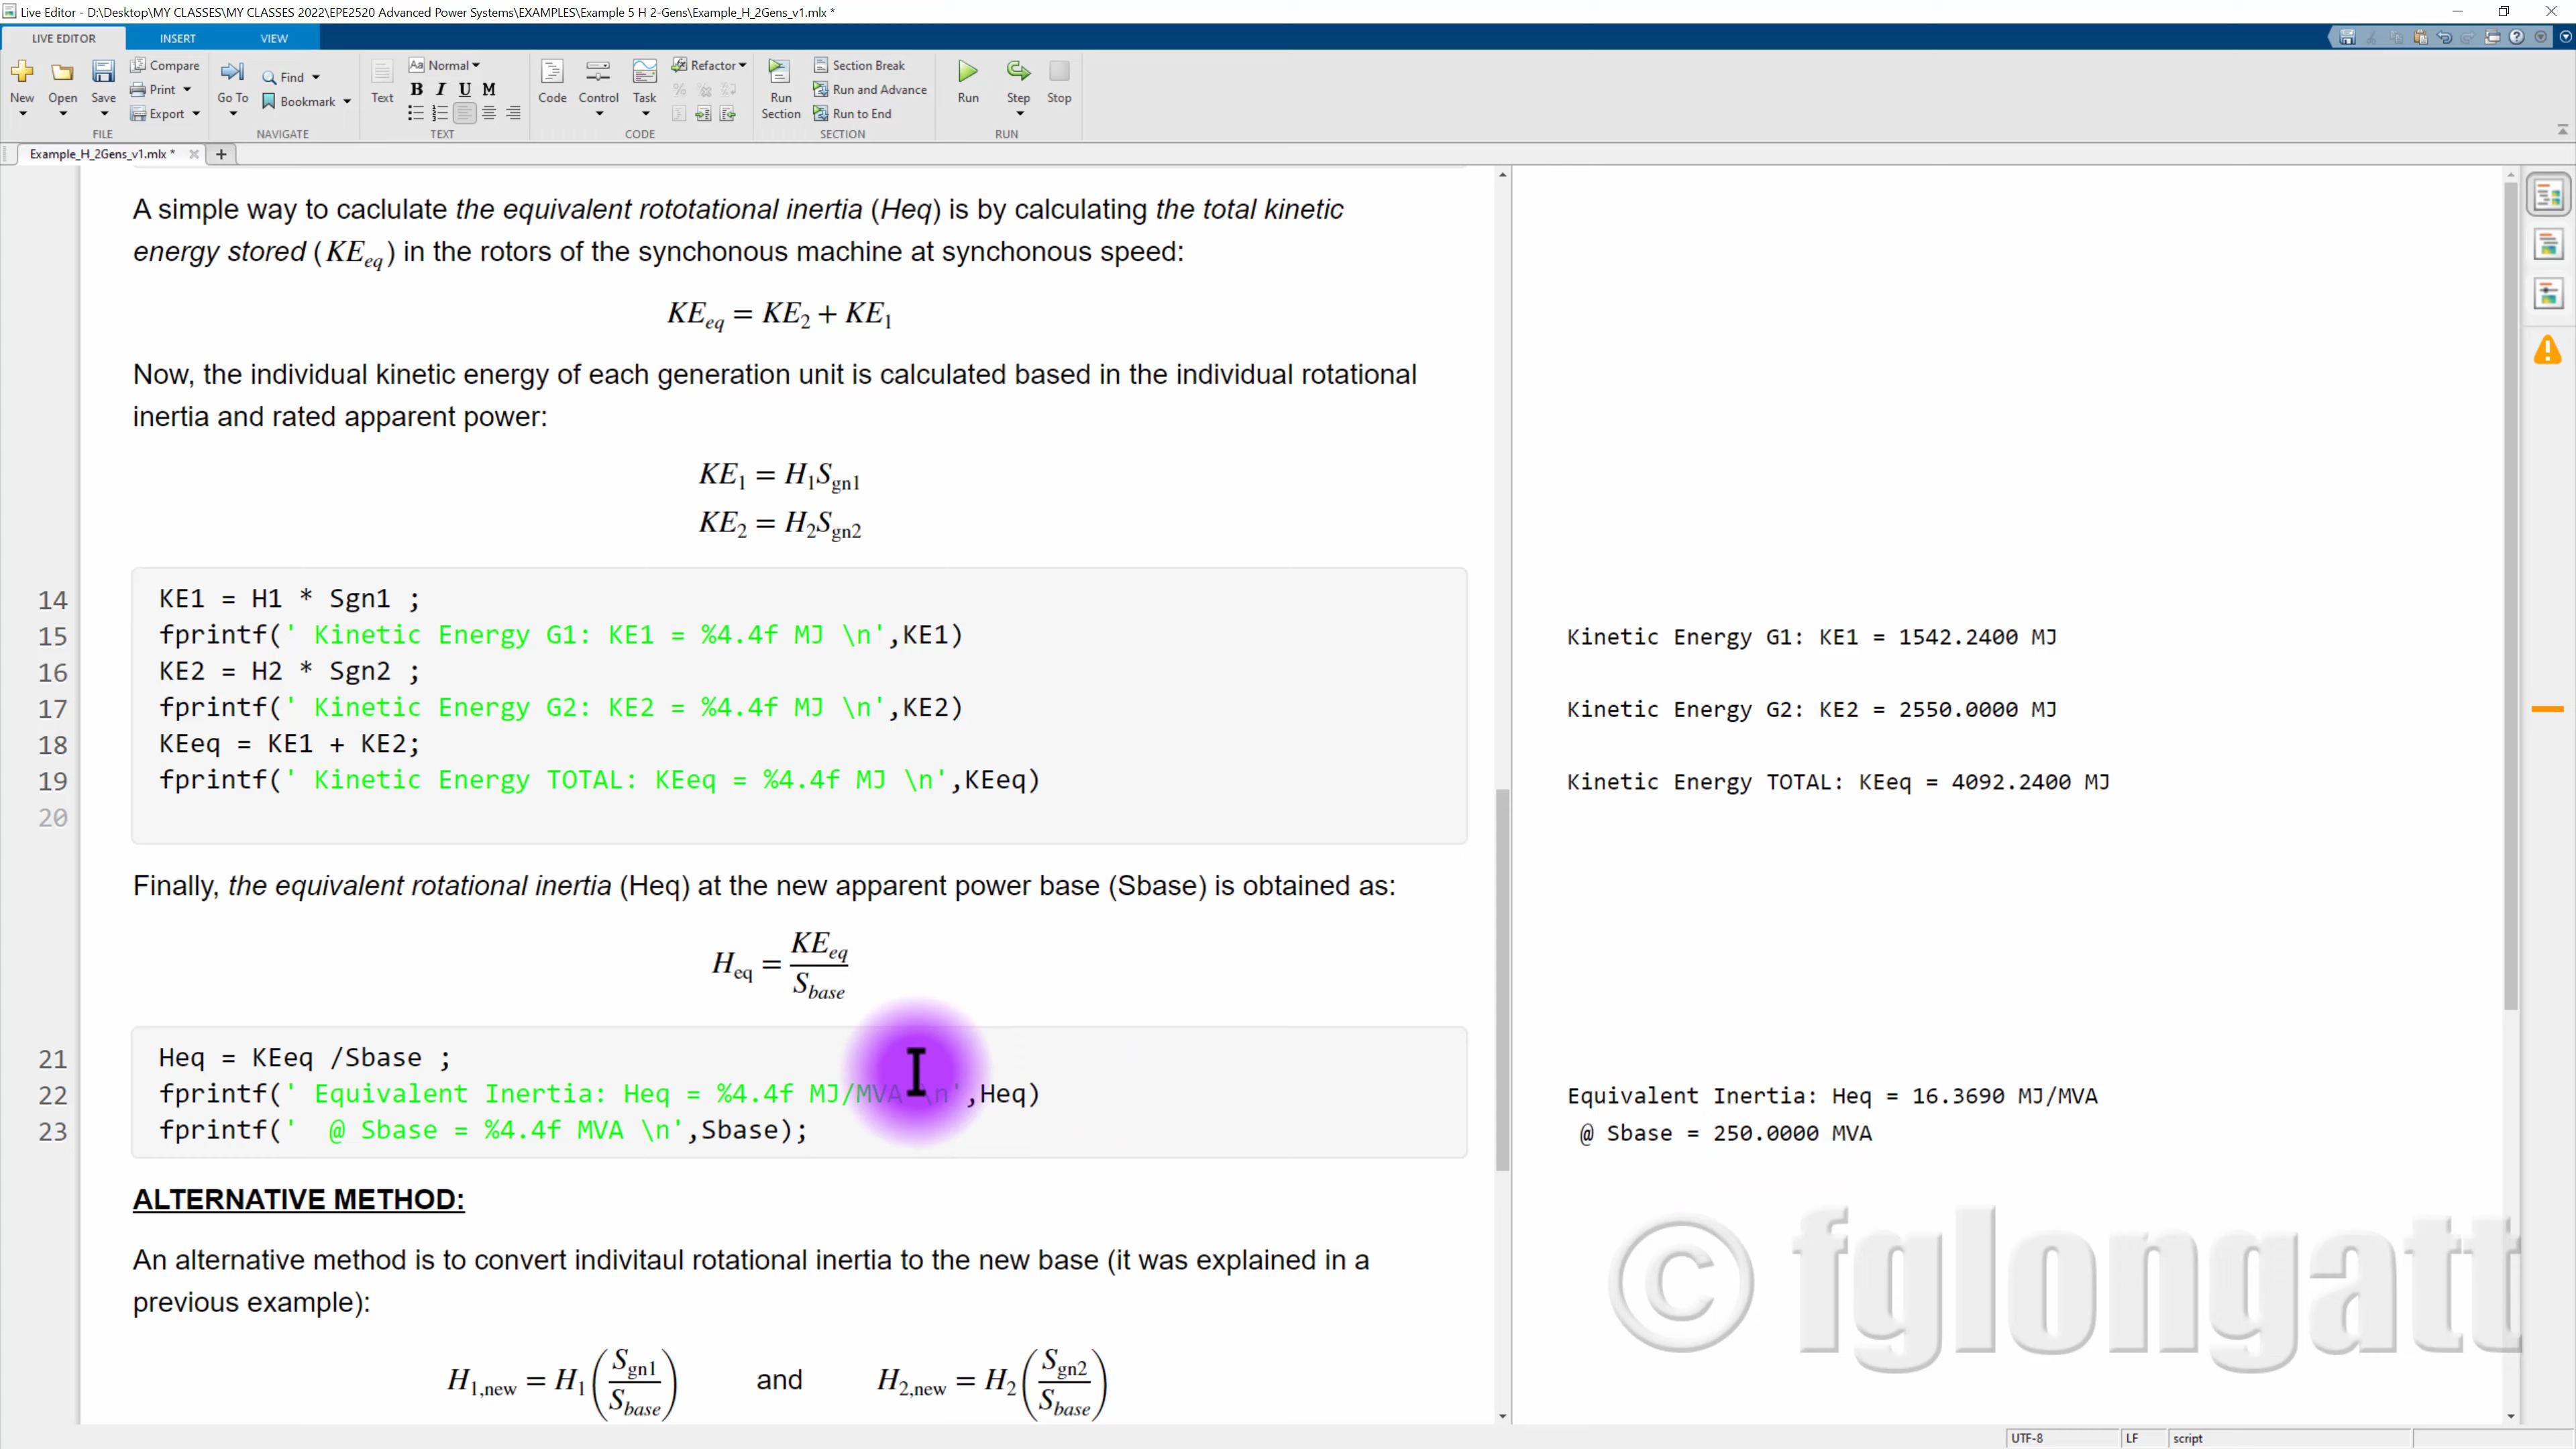 Live Editor - D:\Desktop\MY CLASSES\MY CLASSES 2022\EPE2520 Advanced Power Systems\EXAMPLES\Example 5 H 2-Gens\Example_H_2Gens_v1.mlx *
LIVE EDITOR INSERT VIEW
New Open Save Compare Print Export
FILE
Go To Find Bookmark
NAVIGATE
Text Aa Normal
B I U M
TEXT
Code Control Task Refactor
CODE
Run Section Section Break Run and Advance Run to End
SECTION
Run Step Stop
RUN
Example_H_2Gens_v1.mlx *
A simple way to caclulate the equivalent rototational inertia (Heq) is by calculating the total kinetic
energy stored (KE_eq) in the rotors of the synchonous machine at synchonous speed:
KE_eq = KE_2 + KE_1
Now, the individual kinetic energy of each generation unit is calculated based in the individual rotational
inertia and rated apparent power:
KE_1 = H_1S_gn1
KE_2 = H_2S_gn2
14 KE1 = H1 * Sgn1 ;
15 fprintf(' Kinetic Energy G1: KE1 = %4.4f MJ \n',KE1)
16 KE2 = H2 * Sgn2 ;
17 fprintf(' Kinetic Energy G2: KE2 = %4.4f MJ \n',KE2)
18 KEeq = KE1 + KE2;
19 fprintf(' Kinetic Energy TOTAL: KEeq = %4.4f MJ \n',KEeq)
20
Finally, the equivalent rotational inertia (Heq) at the new apparent power base (Sbase) is obtained as:
H_eq = KE_eq / S_base
21 Heq = KEeq /Sbase ;
22 fprintf(' Equivalent Inertia: Heq = %4.4f MJ/MVA \n',Heq)
23 fprintf('  @ Sbase = %4.4f MVA \n',Sbase);
ALTERNATIVE METHOD:
An alternative method is to convert indivitaul rotational inertia to the new base (it was explained in a
previous example):
H_1,new = H_1(S_gn1 / S_base) and H_2,new = H_2(S_gn2 / S_base)
Kinetic Energy G1: KE1 = 1542.2400 MJ
Kinetic Energy G2: KE2 = 2550.0000 MJ
Kinetic Energy TOTAL: KEeq = 4092.2400 MJ
Equivalent Inertia: Heq = 16.3690 MJ/MVA
@ Sbase = 250.0000 MVA
© fglongatt
UTF-8 LF script